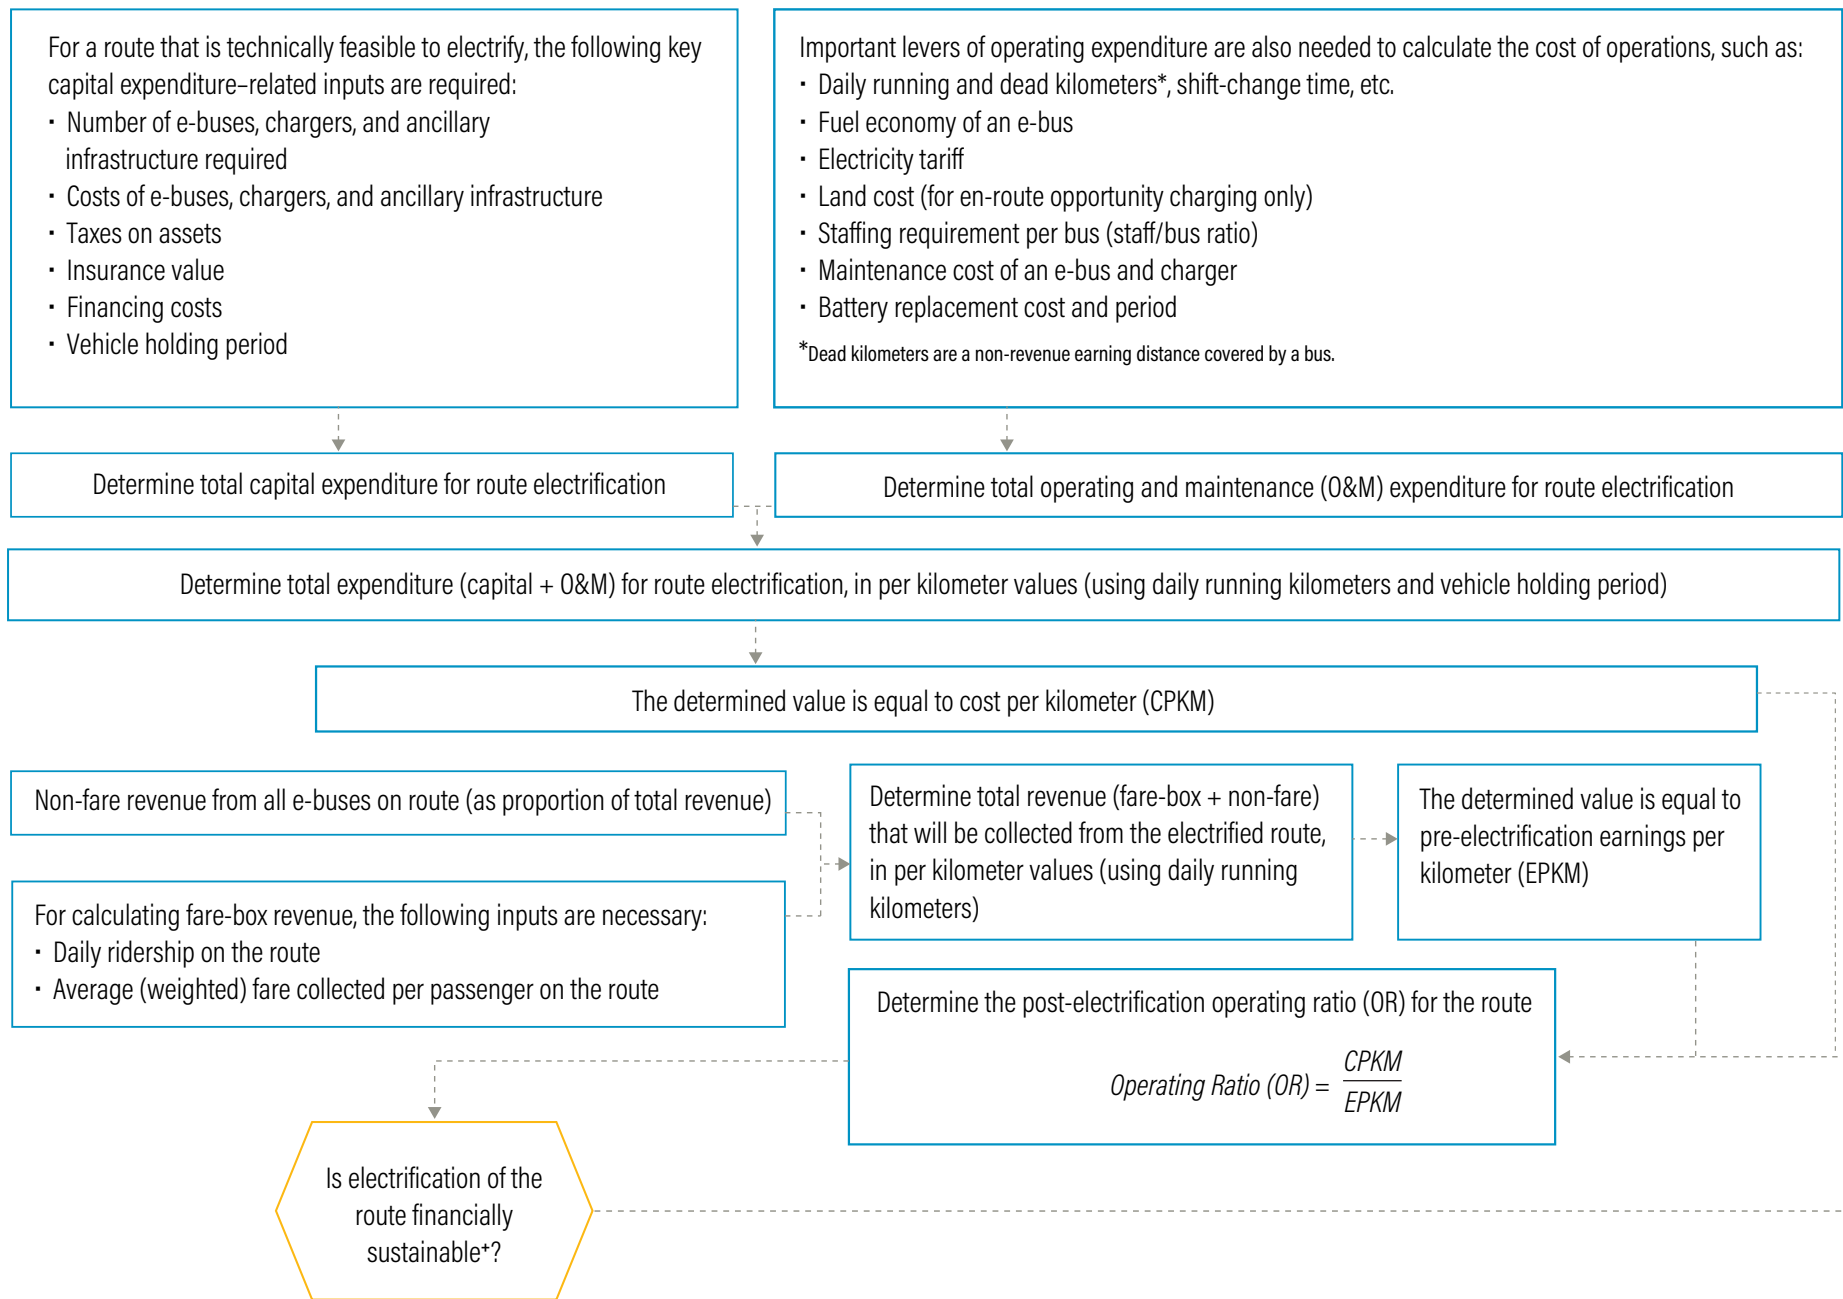 For a route that is technically feasible to electrify, the following key
capital expenditure–related inputs are required:
· Number of e-buses, chargers, and ancillary
infrastructure required
· Costs of e-buses, chargers, and ancillary infrastructure
· Taxes on assets
· Insurance value
· Financing costs
· Vehicle holding period
Important levers of operating expenditure are also needed to calculate the cost of operations, such as:
· Daily running and dead kilometers*, shift-change time, etc.
· Fuel economy of an e-bus
· Electricity tariff
· Land cost (for en-route opportunity charging only)
· Staffing requirement per bus (staff/bus ratio)
· Maintenance cost of an e-bus and charger
· Battery replacement cost and period
*Dead kilometers are a non-revenue earning distance covered by a bus.
Determine total capital expenditure for route electrification
Determine total operating and maintenance (O&M) expenditure for route electrification
Determine total expenditure (capital + O&M) for route electrification, in per kilometer values (using daily running kilometers and vehicle holding period)
The determined value is equal to cost per kilometer (CPKM)
Non-fare revenue from all e-buses on route (as proportion of total revenue)
For calculating fare-box revenue, the following inputs are necessary:
· Daily ridership on the route
· Average (weighted) fare collected per passenger on the route
Determine total revenue (fare-box + non-fare)
that will be collected from the electrified route,
in per kilometer values (using daily running
kilometers)
The determined value is equal to
pre-electrification earnings per
kilometer (EPKM)
Determine the post-electrification operating ratio (OR) for the route
Operating Ratio (OR) = CPKM
EPKM
Is electrification of the
route financially
sustainable⁺?